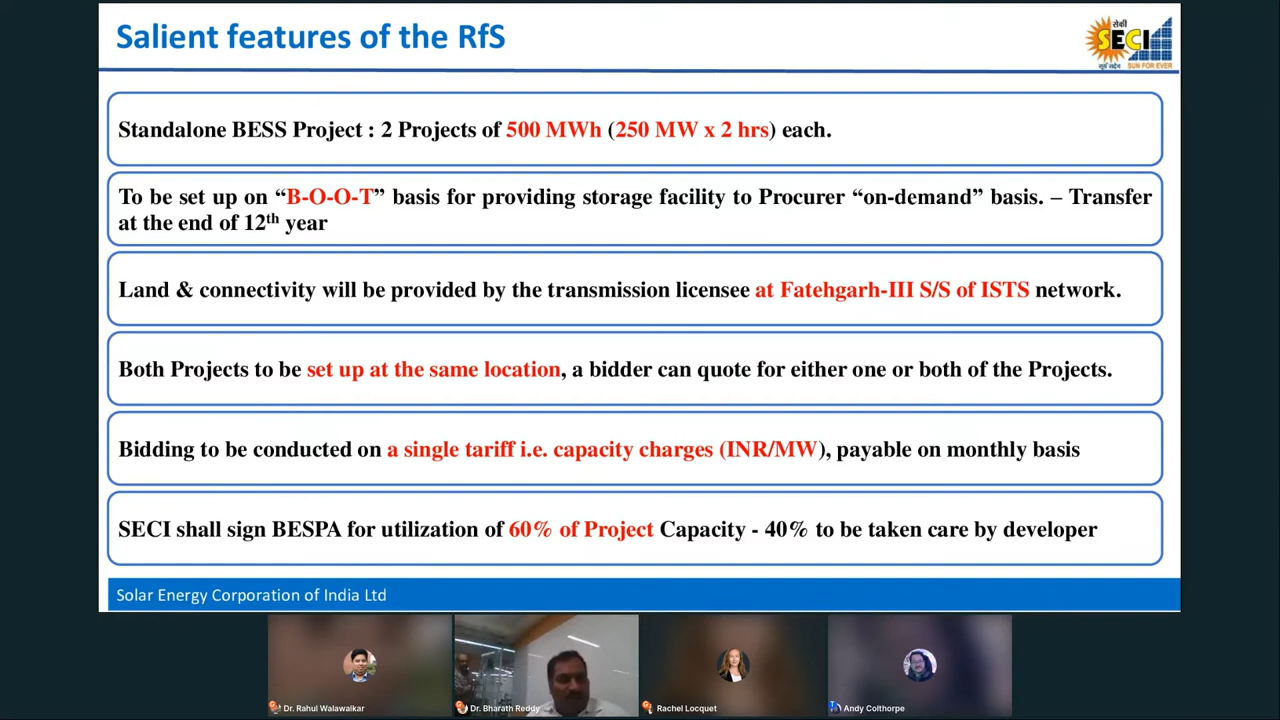 Salient features of the RfS
सेकी
SECI
SUN FOR EVER
Standalone BESS Project : 2 Projects of 500 MWh (250 MW x 2 hrs) each.
To be set up on “B-O-O-T” basis for providing storage facility to Procurer “on-demand” basis. – Transfer
at the end of 12th year
Land & connectivity will be provided by the transmission licensee at Fatehgarh-III S/S of ISTS network.
Both Projects to be set up at the same location, a bidder can quote for either one or both of the Projects.
Bidding to be conducted on a single tariff i.e. capacity charges (INR/MW), payable on monthly basis
SECI shall sign BESPA for utilization of 60% of Project Capacity - 40% to be taken care by developer
Solar Energy Corporation of India Ltd
Dr. Rahul Walawalkar
Dr. Bharath Reddy
Rachel Locquet
Andy Colthorpe